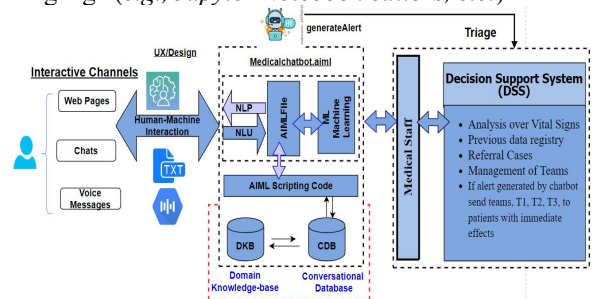 generateAlert
Triage
UX/Design
Medicalchatbot.aiml
Interactive Channels
Web Pages
Chats
Voice
Messages
Human-Machine
Interaction
TXT
NLP
NLU
AIMLFile
ML
Machine
Learning
AIML Scripting Code
DKB
CDB
Domain
Knowledge-base
Conversational
Database
Medical Staff
Decision Support System
(DSS)
• Analysis over Vital Signs
• Previous data registry
• Referral Cases
• Management of Teams
• If alert generated by chatbot
send teams, T1, T2, T3, to
patients with immediate
effects